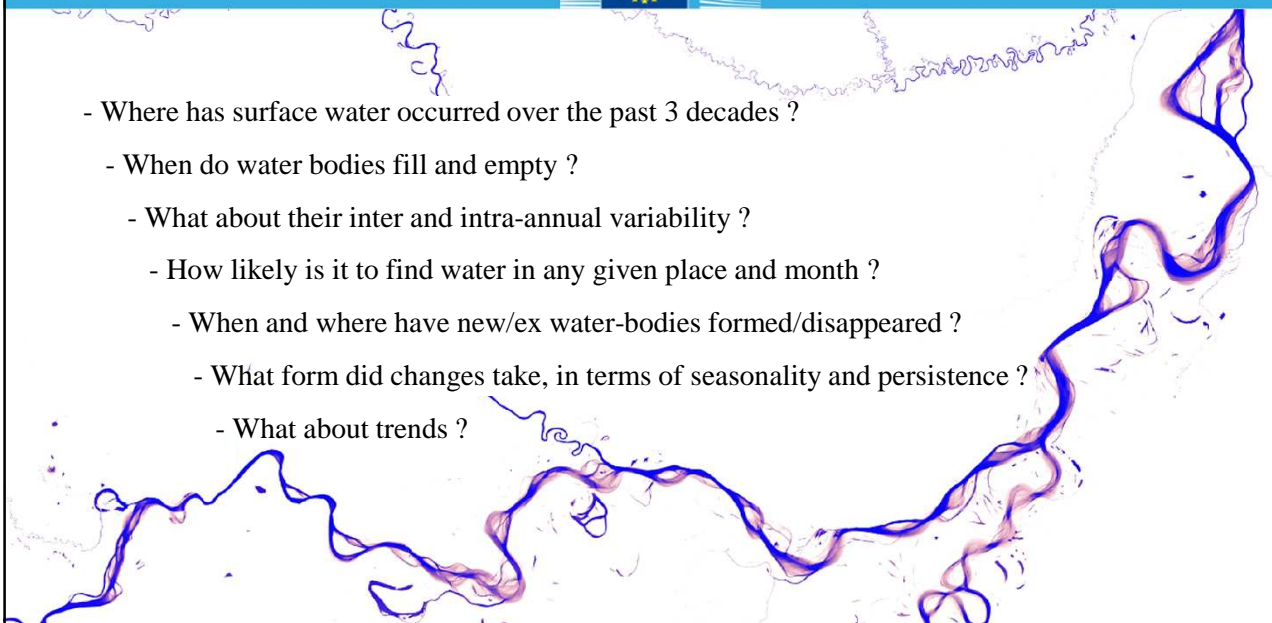 - Where has surface water occurred over the past 3 decades ?
- When do water bodies fill and empty ?
- What about their inter and intra-annual variability ?
- How likely is it to find water in any given place and month ?
- When and where have new/ex water-bodies formed/disappeared ?
- What form did changes take, in terms of seasonality and persistence ?
- What about trends ?